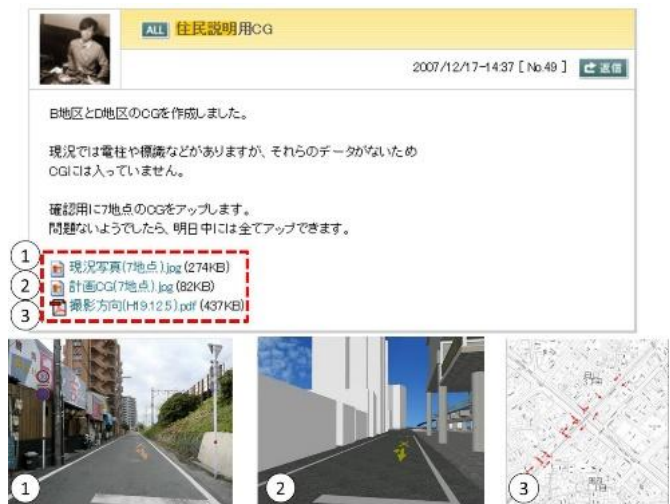 ALL 住民説明用CG
2007/12/17-14:37 [ No.49 ] 返信
B地区とD地区のCGを作成しました。
現況では電柱や標識などがありますが、それらのデータがないため
CGには入っていません。
確認用に7地点のCGをアップします。
問題ないようでしたら、明日中には全てアップできます。
① 現況写真(7地点).jpg (274KB)
② 計画CG(7地点).jpg (82KB)
③ 撮影方向(H19.12.5).pdf (437KB)
① ② ③